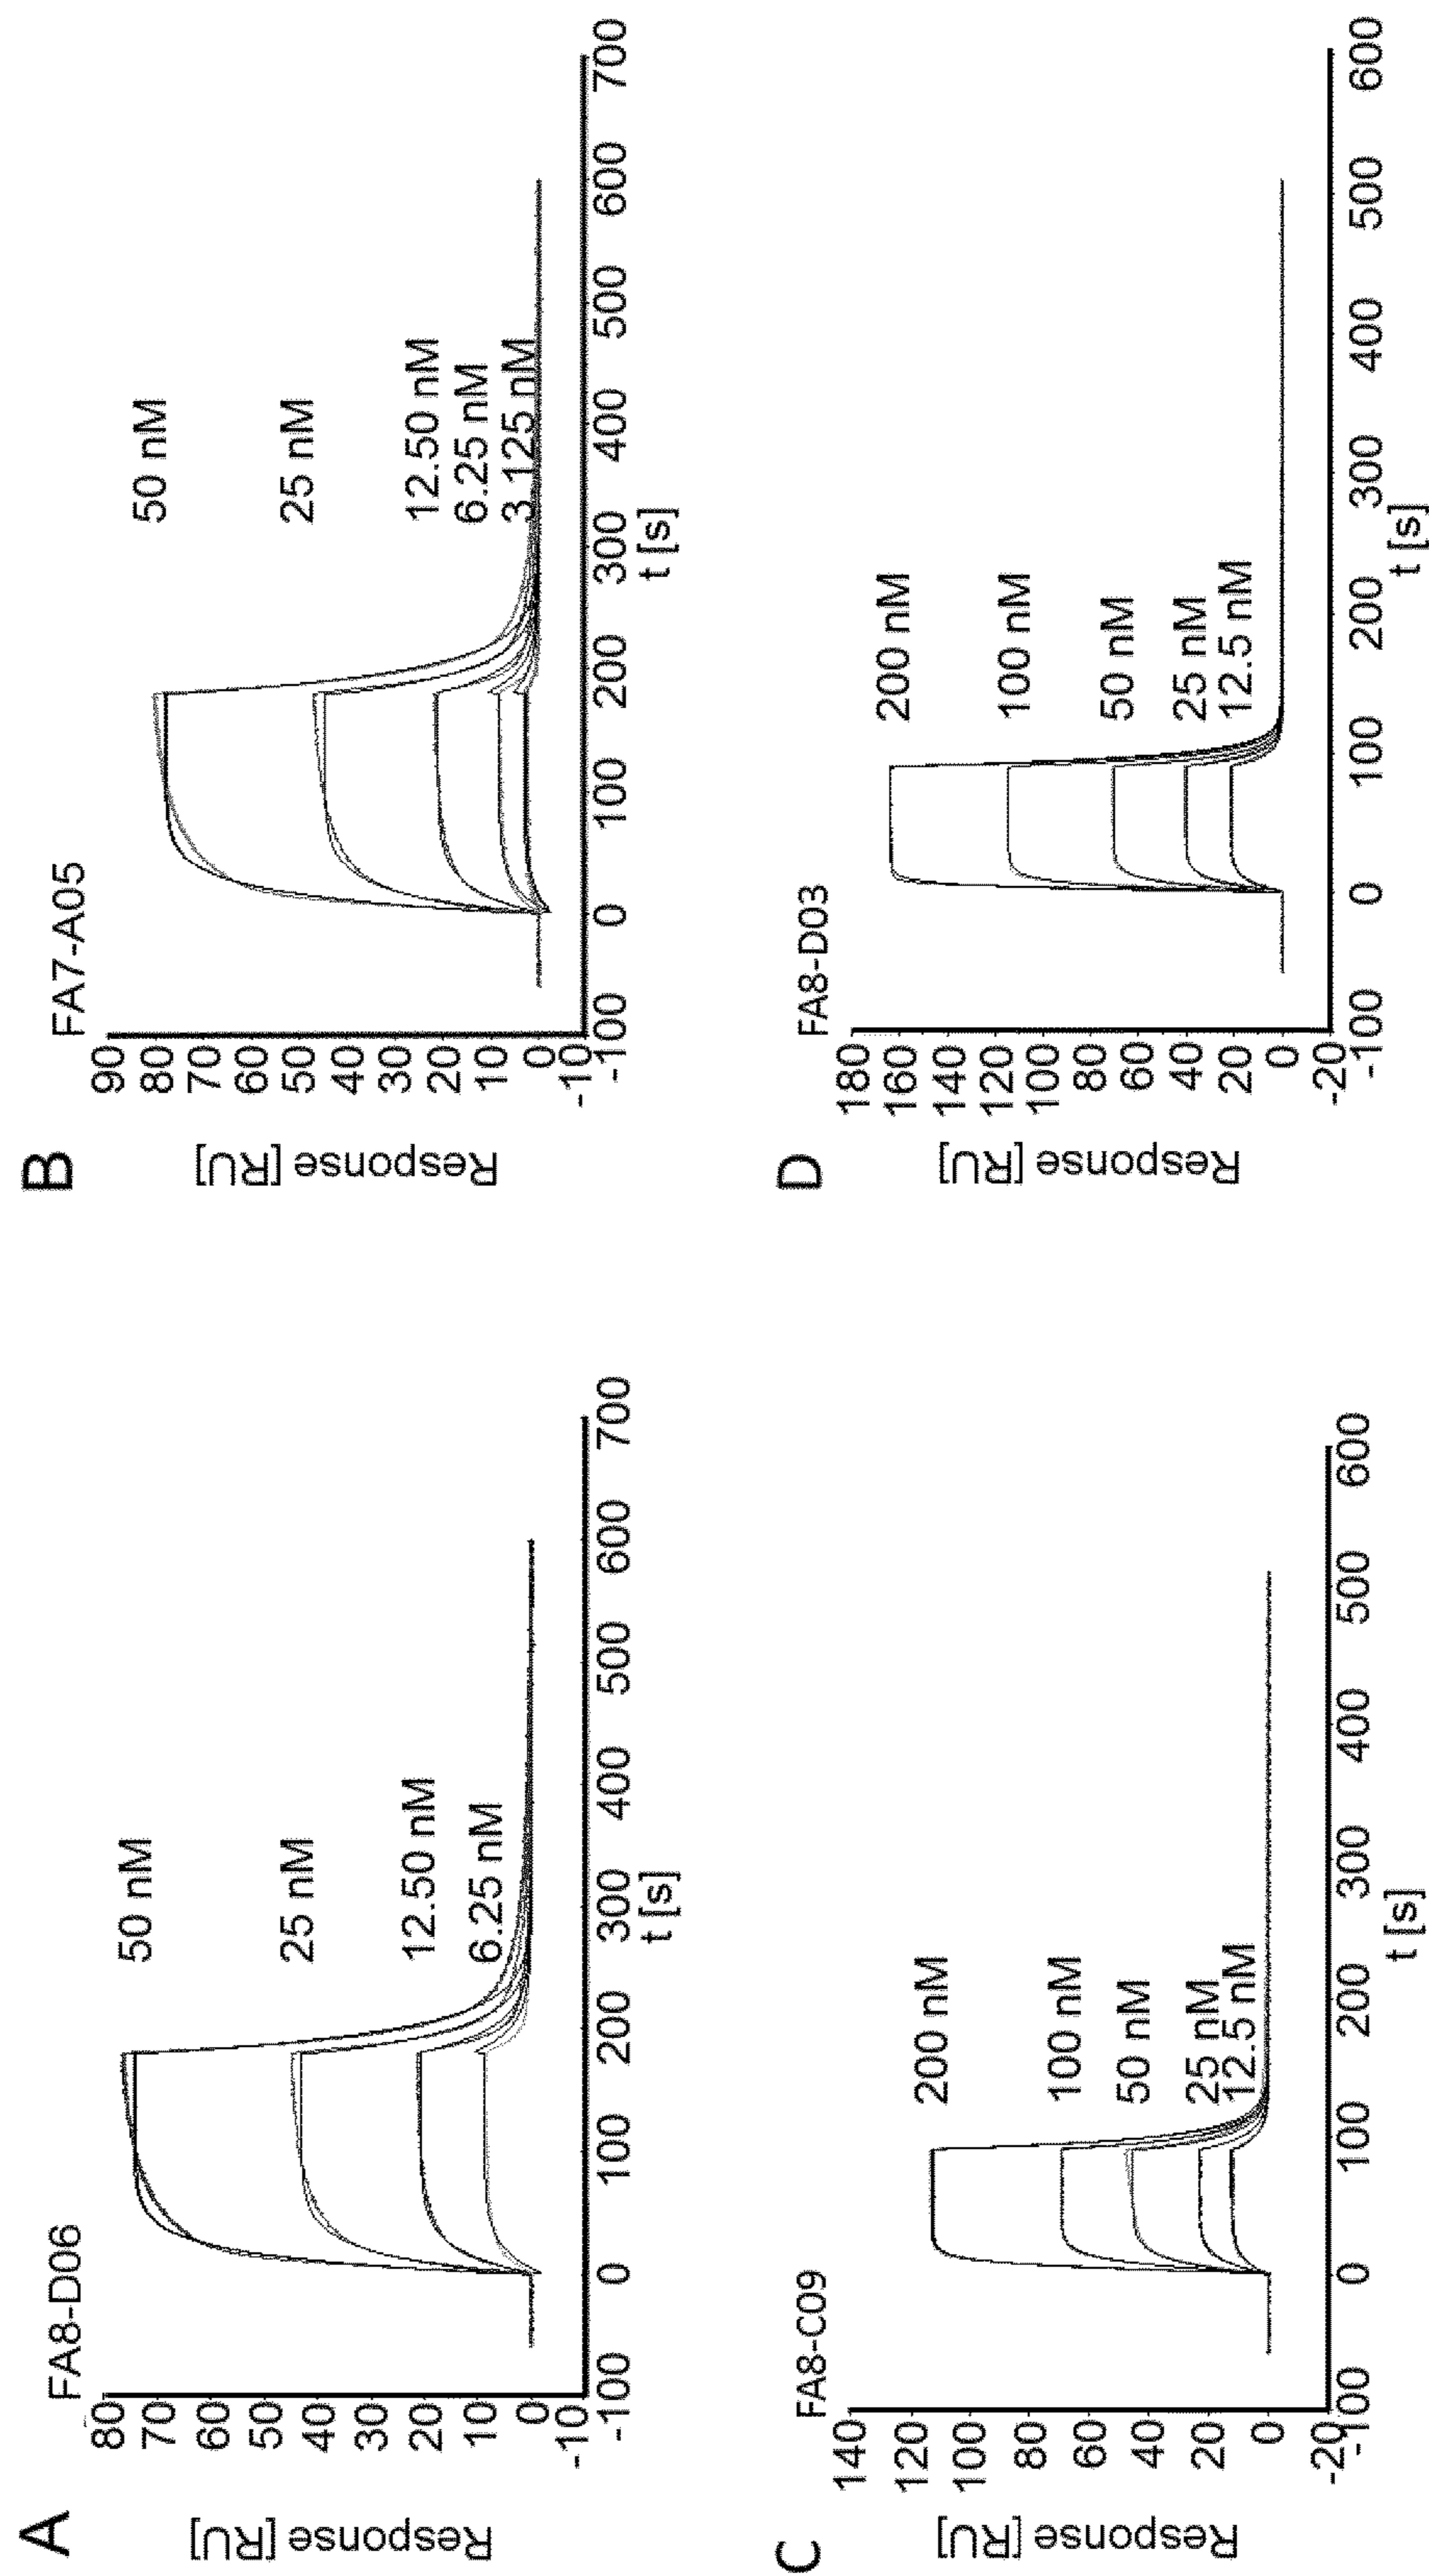 A
FA8-D06
Response [RU]
80
70
60
50
40
30
20
10
0
-10
50 nM
25 nM
12.50 nM
6.25 nM
-100
0
100
200
300
400
500
600
700
t [s]
B
FA7-A05
Response [RU]
90
80
70
60
50
40
30
20
10
0
-10
50 nM
25 nM
12.50 nM
6.25 nM
3.125 nM
-100
0
100
200
300
400
500
600
700
t [s]
C
FA8-C09
Response [RU]
140
120
100
80
60
40
20
0
-20
200 nM
100 nM
50 nM
25 nM
12.5 nM
-100
0
100
200
300
400
500
600
t [s]
D
FA8-D03
Response [RU]
180
160
140
120
100
80
60
40
20
0
-20
200 nM
100 nM
50 nM
25 nM
12.5 nM
-100
0
100
200
300
400
500
600
t [s]